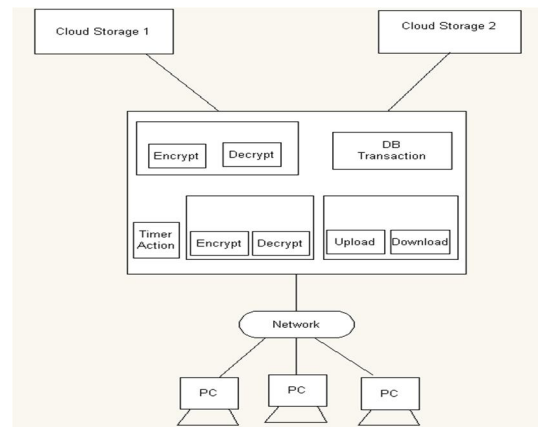 Cloud Storage 1
Cloud Storage 2
Encrypt
Decrypt
DB
Transaction
Timer
Action
Encrypt
Decrypt
Upload
Download
Network
PC
PC
PC